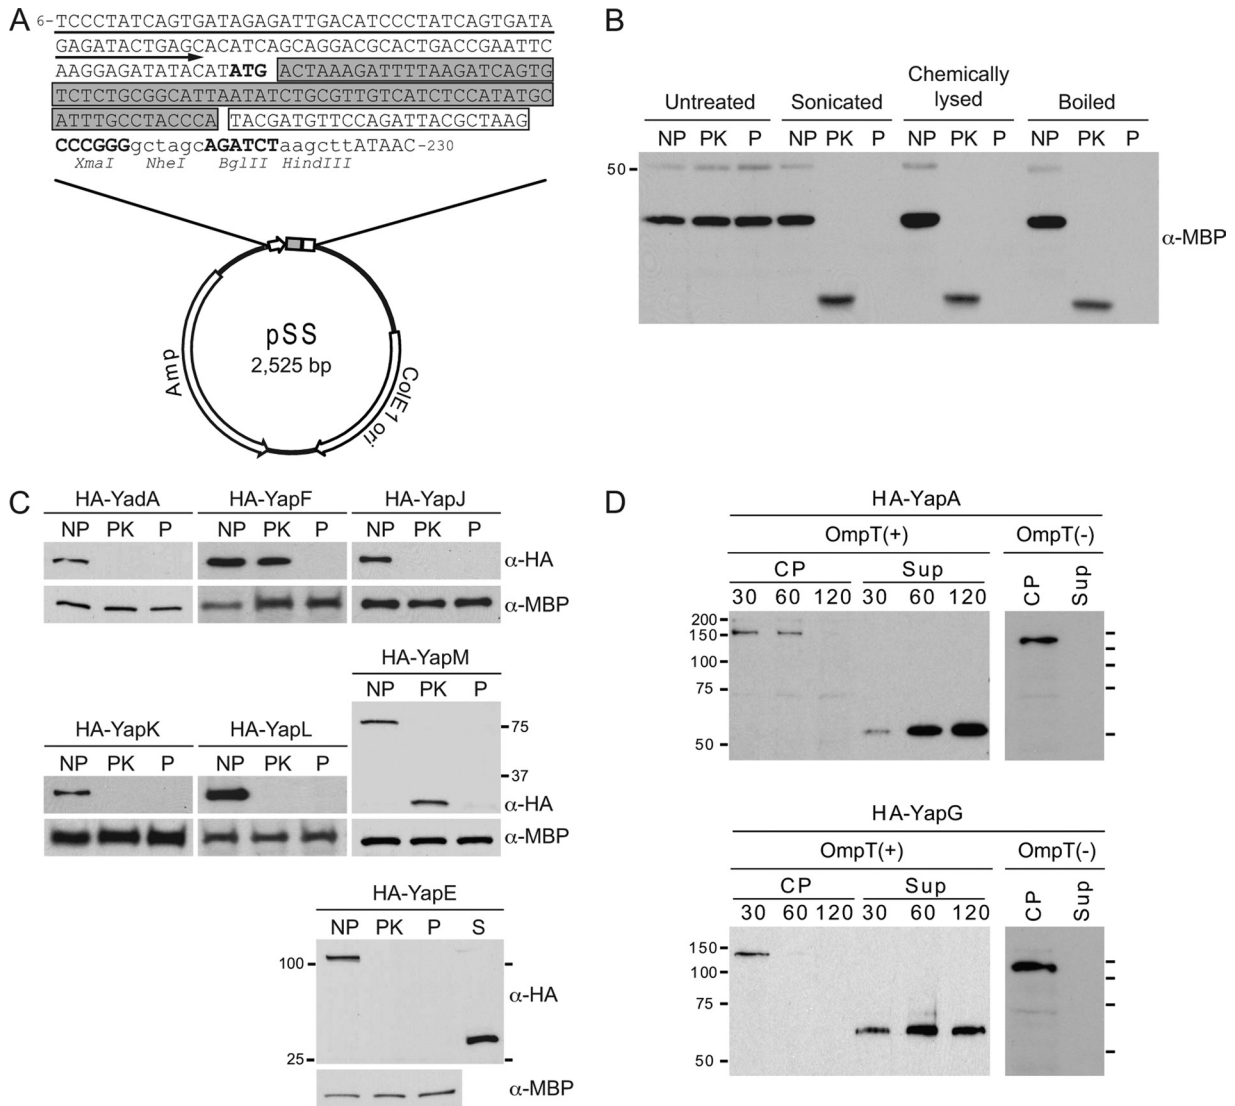 A
6-TCCCTATCAGTGATAGAGATTGACATCCCTATCAGTGATA
GAGATACTGAGCACATCAGCAGGACGCACTGACCGAATTC
AAGGAGATATACATATG ACTAAAGATTTTAAGATCAGTG
TCTCTGCGGCATTAATATCTGCGTTGTCATCTCCATATGC
ATTTGCCTACCCA TACGATGTTCCAGATTACGCTAAG
CCCGGGgctagcAGATCTaagcttATAAC-230
XmaI NheI BglII HindIII
pSS
2,525 bp
Amp
ColE1 ori
B
Untreated Sonicated Chemically lysed Boiled
NP PK P NP PK P NP PK P NP PK P
50
α-MBP
C
HA-YadA HA-YapF HA-YapJ
NP PK P NP PK P NP PK P
α-HA
α-MBP
HA-YapM
NP PK P
75
37
α-HA
HA-YapK HA-YapL
NP PK P NP PK P
α-MBP
HA-YapE
NP PK P S
100
α-HA
25
α-MBP
D
HA-YapA
OmpT(+) OmpT(-)
CP Sup CP Sup
30 60 120 30 60 120
200
150
100
75
50
HA-YapG
OmpT(+) OmpT(-)
CP Sup CP Sup
30 60 120 30 60 120
150
100
75
50